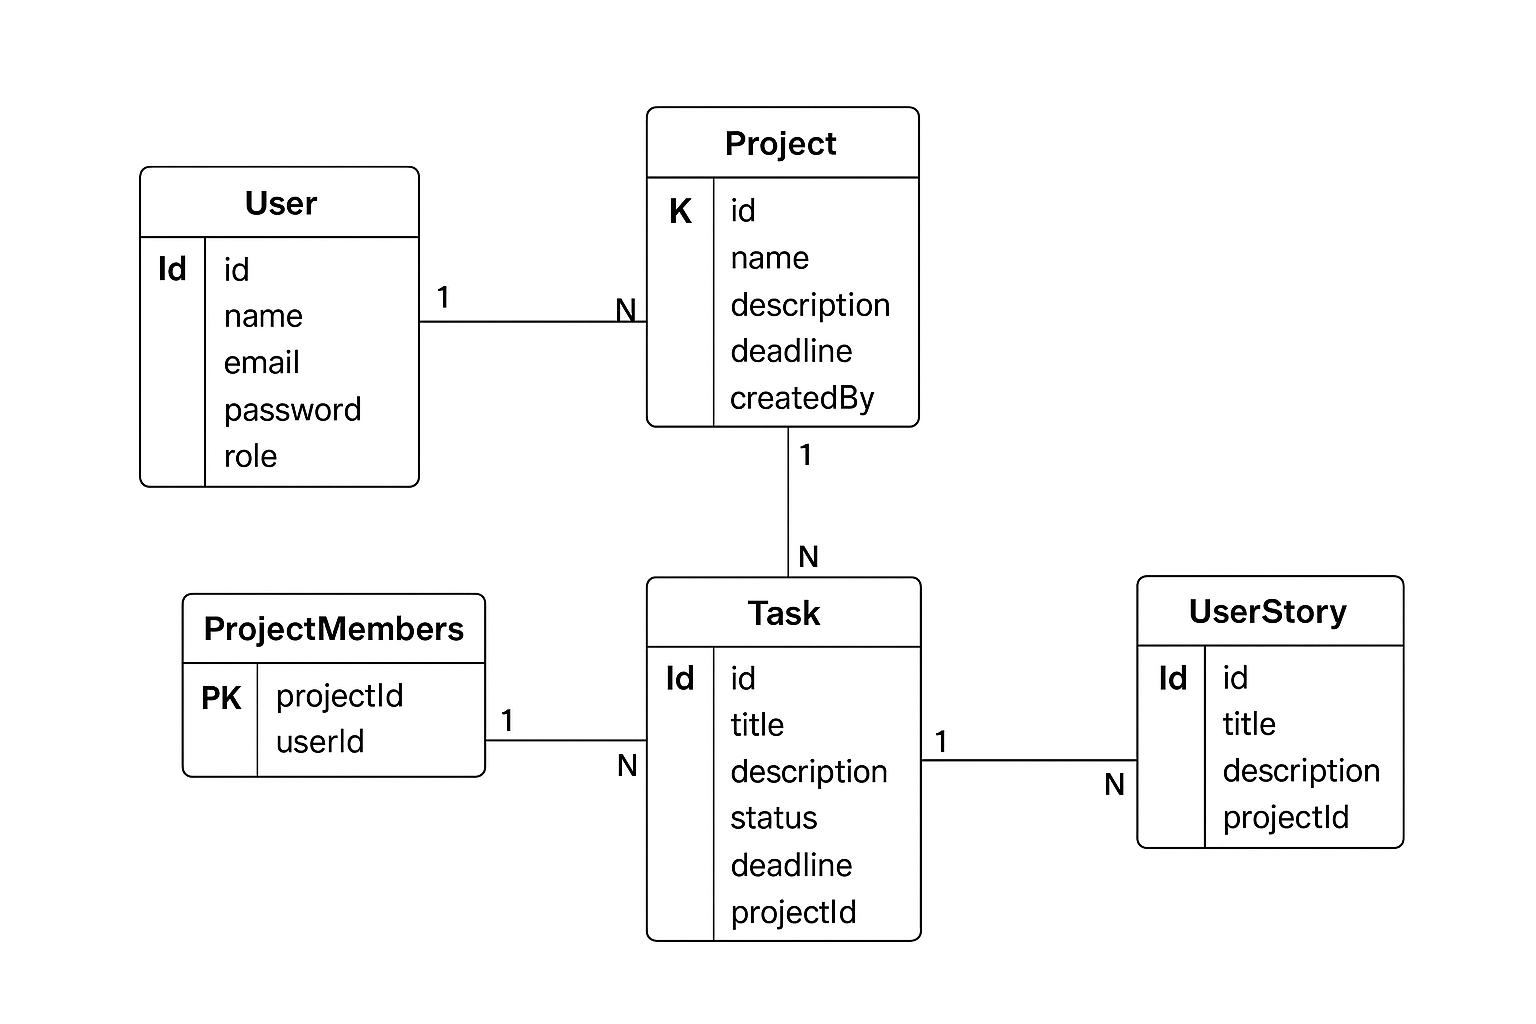 User
Id
id
name
email
password
role
1
N
Project
K
id
name
description
deadline
createdBy
1
N
ProjectMembers
PK
projectId
userId
1
N
Task
Id
id
title
description
status
deadline
projectId
1
N
UserStory
Id
id
title
description
projectId